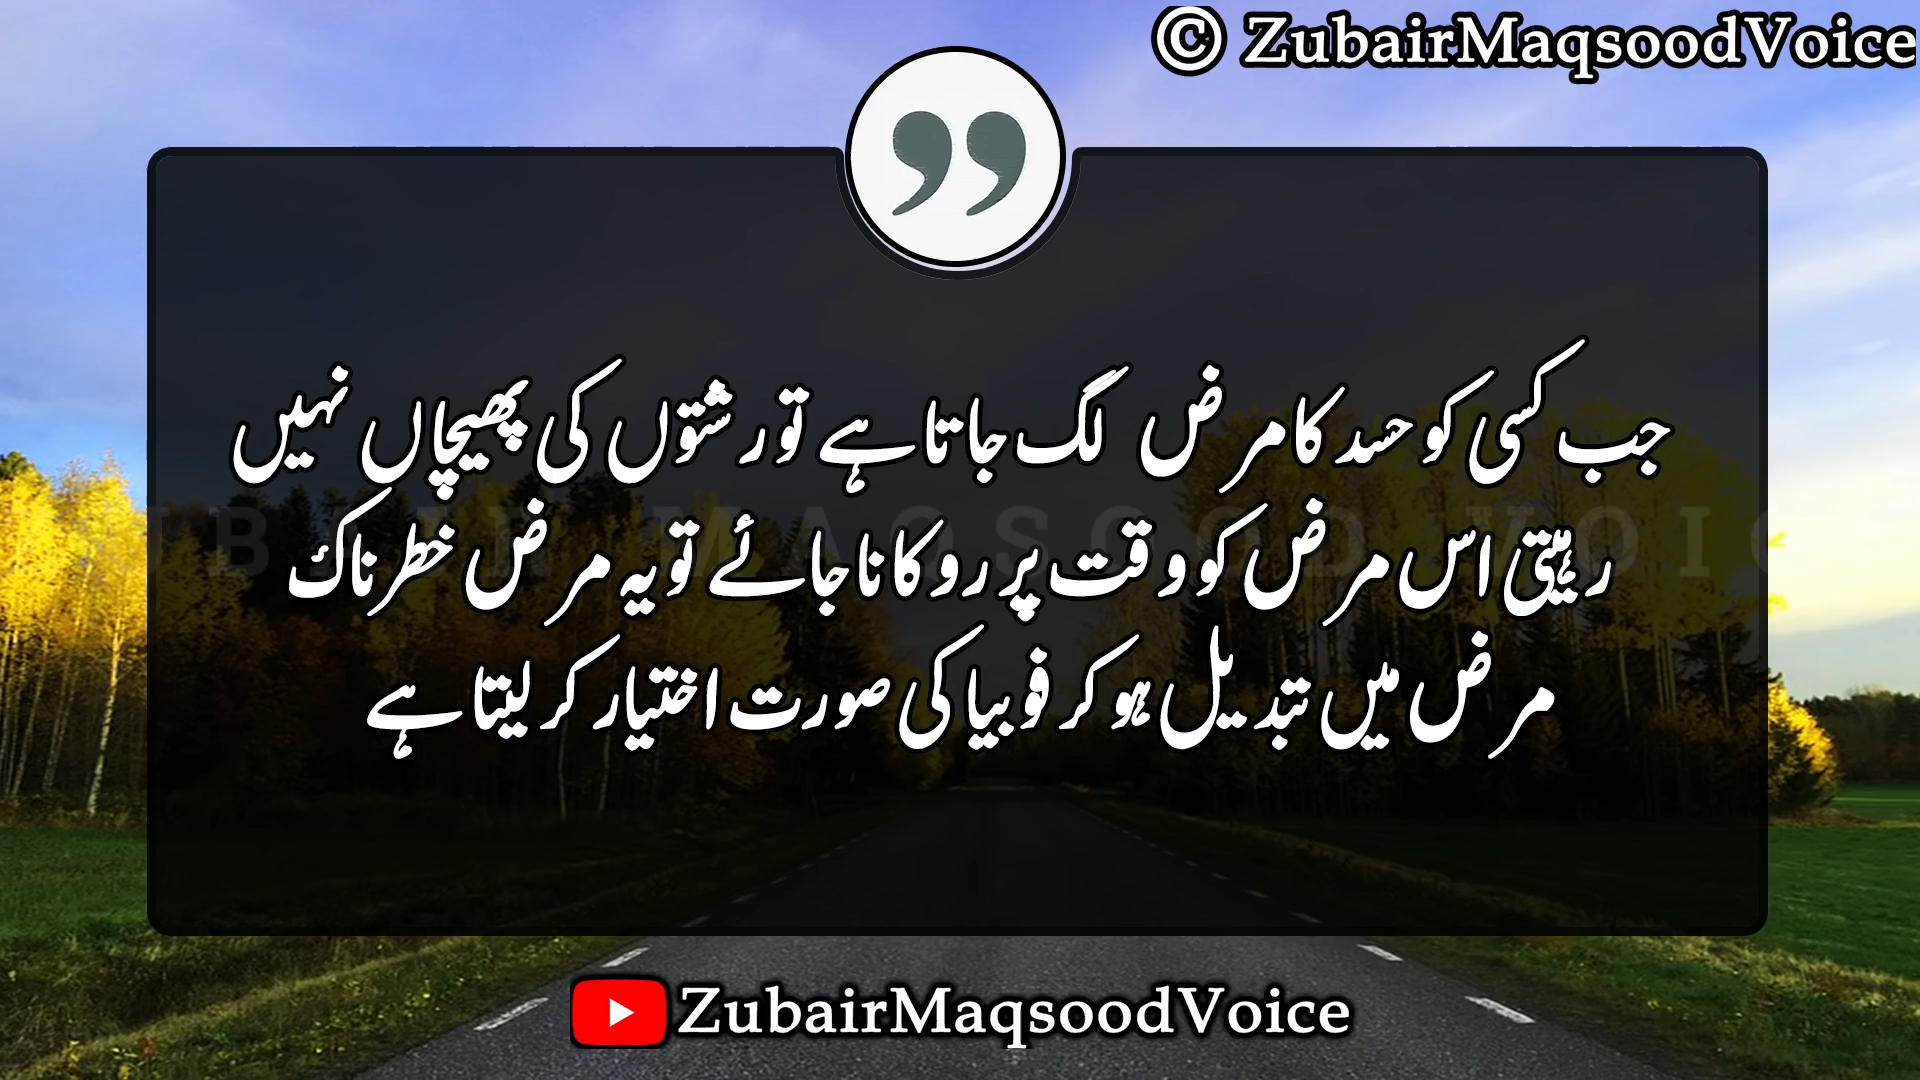 © ZubairMaqsoodVoice
جب کسی کو حسد کا مرض لگ جاتا ہے تو رشتوں کی پھیچاں نہیں
رہیتی اس مرض کو وقت پر روکا نا جائے تو یہ مرض خطرناک
مرض میں تبدیل ہو کر فوبیا کی صورت اختیار کر لیتا ہے
ZubairMaqsoodVoice